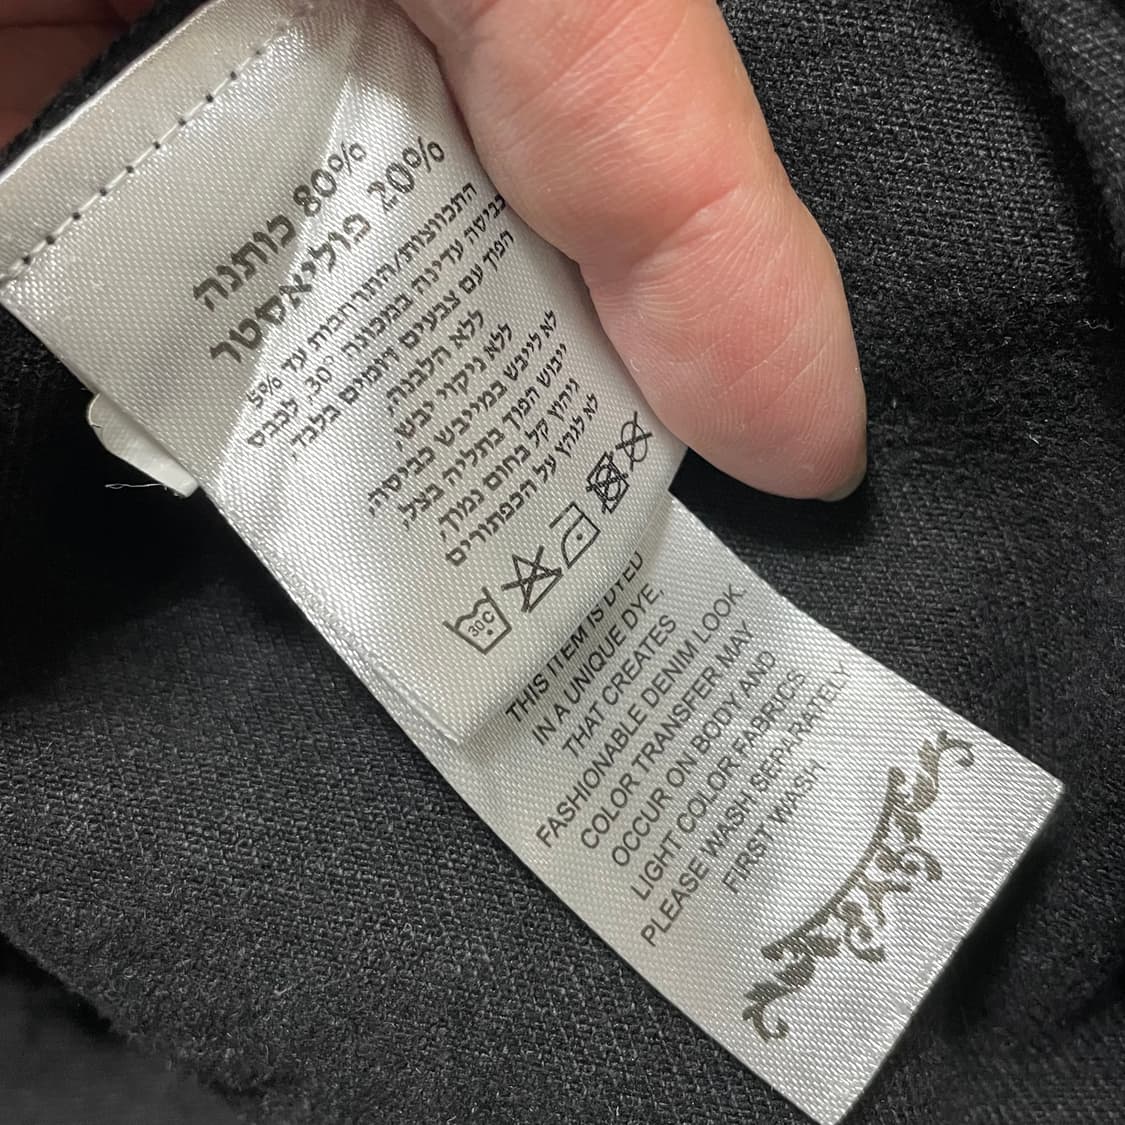 80% כותנה
20% פוליאסטר
התכווצות/התרחבות עד 5%
כביסה עדינה במכונה 30°, לכבס
הפוך עם צבעים דומים בלבד,
ללא הלבנה,
ללא ניקוי יבש,
לא לייבש במייבש כביסה,
ייבוש הפוך בתליה בצל,
גיהוץ קל בחום נמוך,
לא לגהץ על הכפתורים
30C
THIS ITEM IS DYED
IN A UNIQUE DYE,
THAT CREATES
FASHIONABLE DENIM LOOK.
COLOR TRANSFER MAY
OCCUR ON BODY AND
LIGHT COLOR FABRICS
PLEASE WASH SEPARATELY
FIRST WASH